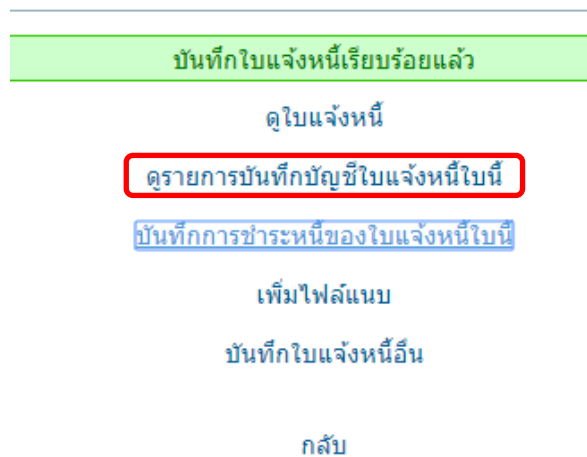 บันทึกใบแจ้งหนี้เรียบร้อยแล้ว
ดูใบแจ้งหนี้
ดูรายการบันทึกบัญชีใบแจ้งหนี้ใบนี้
บันทึกการชำระหนี้ของใบแจ้งหนี้ใบนี้
เพิ่มไฟล์แนบ
บันทึกใบแจ้งหนี้อื่น
กลับ